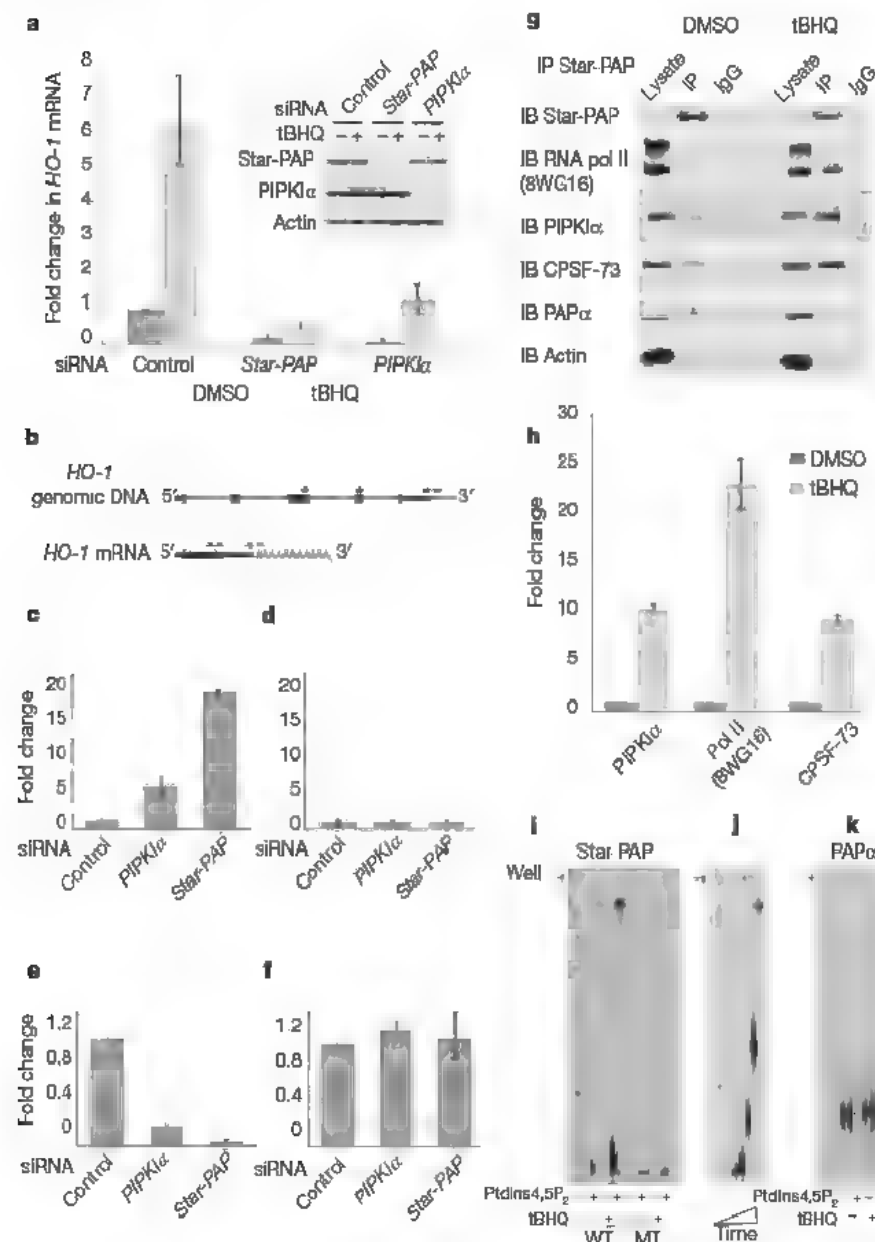 a
Fold change in HO-1 mRNA
8
7
6
5
4
3
2
1
0
siRNA
Control
Star-PAP
PIPKIα
DMSO
tBHQ
siRNA
Control
Star-PAP
PIPKIα
tBHQ
− + − + − +
Star-PAP
PIPKIα
Actin
b
HO-1
genomic DNA 5′ 3′
HO-1 mRNA 5′ 3′
c
Fold change
20
15
10
5
0
siRNA
Control
PIPKIα
Star-PAP
d
20
15
10
5
0
siRNA
Control
PIPKIα
Star-PAP
e
Fold change
1.2
0.8
0.4
0
siRNA
Control
PIPKIα
Star-PAP
f
1.2
0.8
0.4
0
siRNA
Control
PIPKIα
Star-PAP
g
DMSO tBHQ
IP Star-PAP
Lysate IP IgG Lysate IP IgG
IB Star-PAP
IB RNA pol II
(8WG16)
IB PIPKIα
IB CPSF-73
IB PAPα
IB Actin
h
Fold change
30
25
20
15
10
5
0
DMSO
tBHQ
PIPKIα
Pol II
(8WG16)
CPSF-73
i
Star PAP
Well
PtdIns4,5P2 + + + +
tBHQ + +
WT MT
j
Time
k
PAPα
PtdIns4,5P2 + −
tBHQ − +